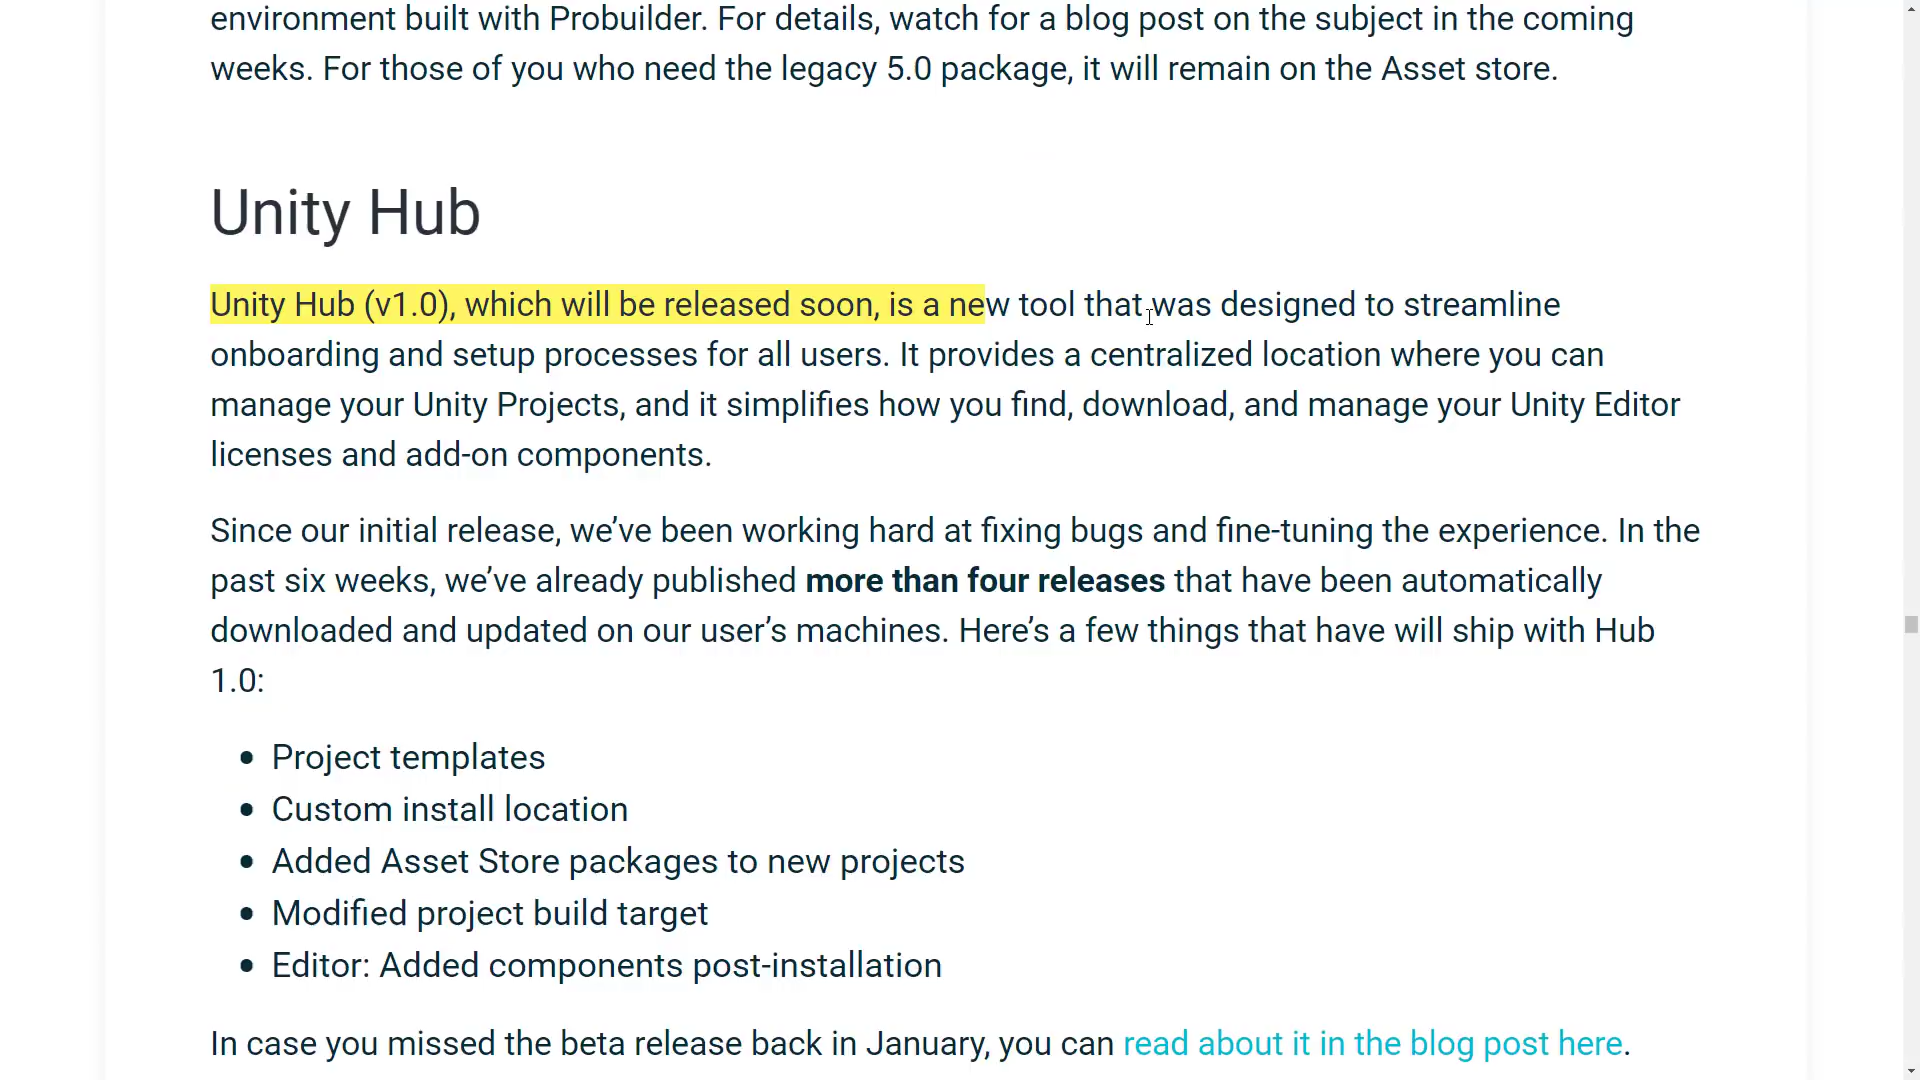 environment built with Probuilder. For details, watch for a blog post on the subject in the coming
weeks. For those of you who need the legacy 5.0 package, it will remain on the Asset store.
Unity Hub
Unity Hub (v1.0), which will be released soon, is a new tool that was designed to streamline
onboarding and setup processes for all users. It provides a centralized location where you can
manage your Unity Projects, and it simplifies how you find, download, and manage your Unity Editor
licenses and add-on components.
Since our initial release, we’ve been working hard at fixing bugs and fine-tuning the experience. In the
past six weeks, we’ve already published more than four releases that have been automatically
downloaded and updated on our user’s machines. Here’s a few things that have will ship with Hub
1.0:
• Project templates
• Custom install location
• Added Asset Store packages to new projects
• Modified project build target
• Editor: Added components post-installation
In case you missed the beta release back in January, you can read about it in the blog post here.